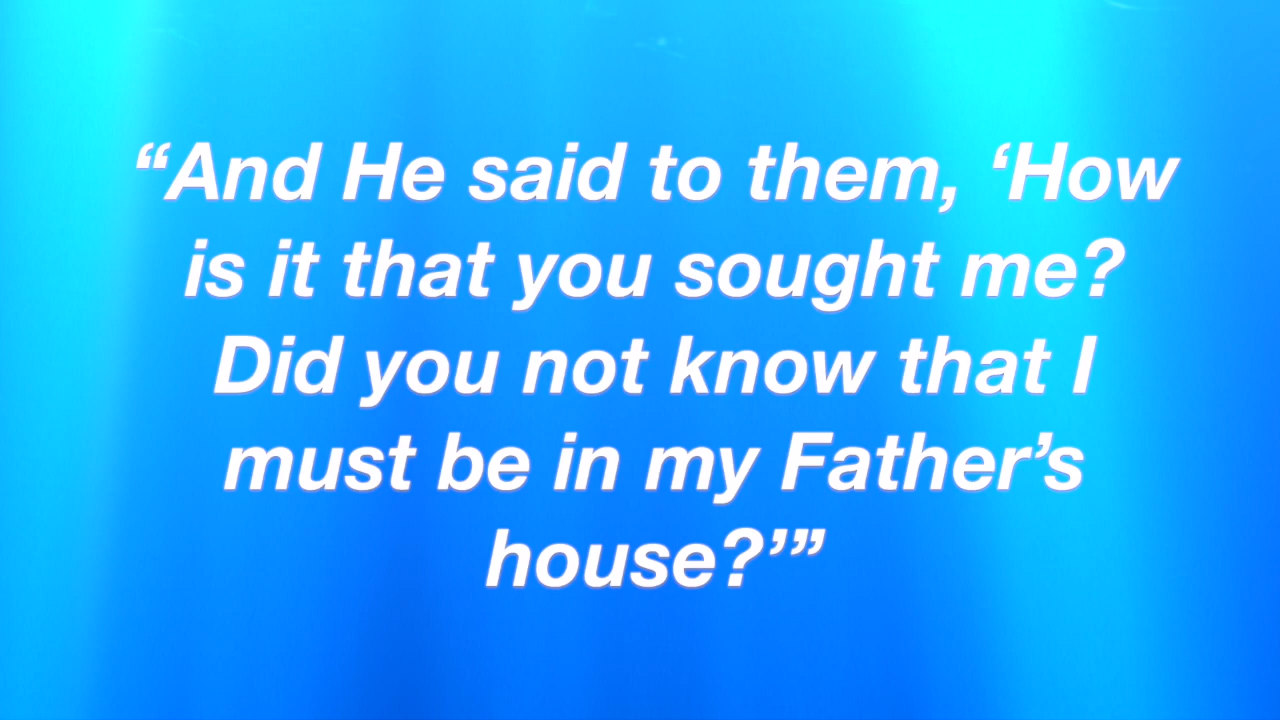 “And He said to them, ‘How
is it that you sought me?
Did you not know that I
must be in my Father’s
house?’”